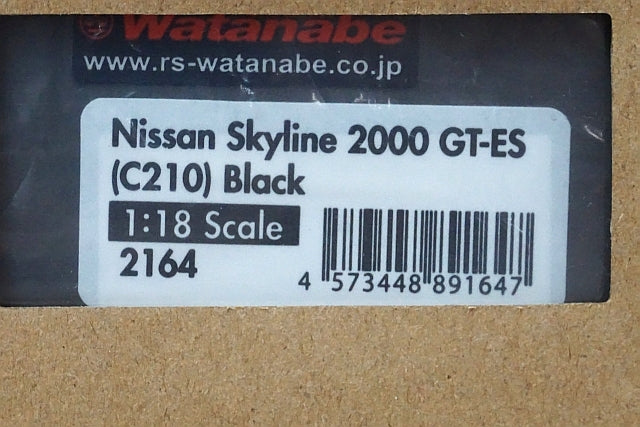 Watanabe
www.rs-watanabe.co.jp
Nissan Skyline 2000 GT-ES
(C210) Black
1:18 Scale
2164
4 573448 891647